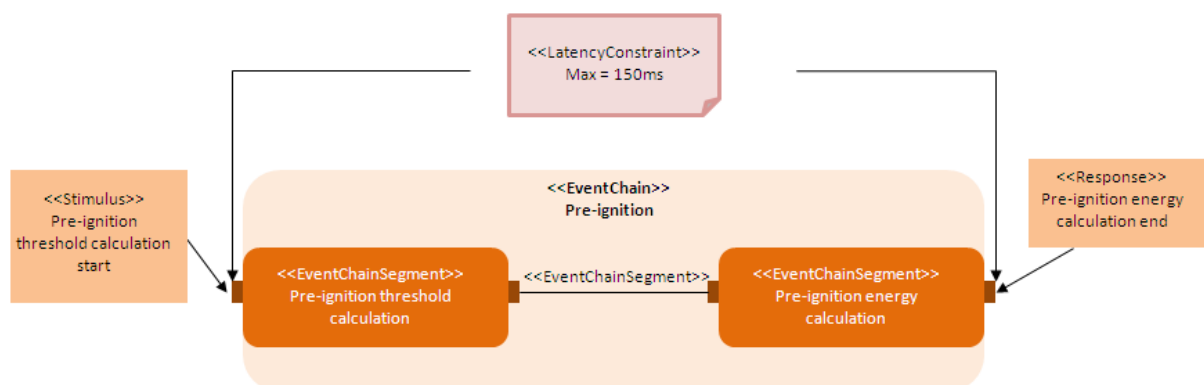 <<LatencyConstraint>>
Max = 150ms
<<Stimulus>>
Pre-ignition
threshold calculation
start
<<EventChain>>
Pre-ignition
<<Response>>
Pre-ignition energy
calculation end
<<EventChainSegment>>
Pre-ignition threshold
calculation
<<EventChainSegment>>
<<EventChainSegment>>
Pre-ignition energy
calculation